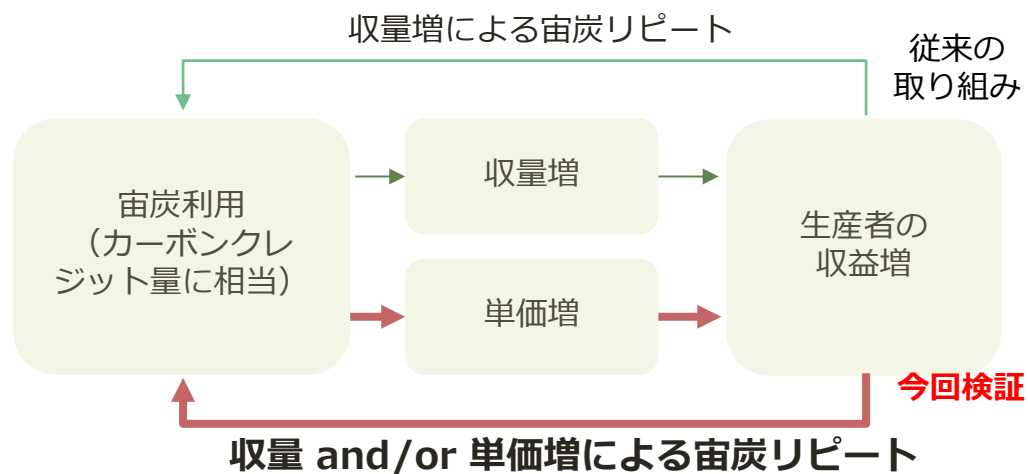 収量増による宙炭リピート
従来の
取り組み
宙炭利用
（カーボンクレ
ジット量に相当）
収量増
単価増
生産者の
収益増
今回検証
収量 and/or 単価増による宙炭リピート